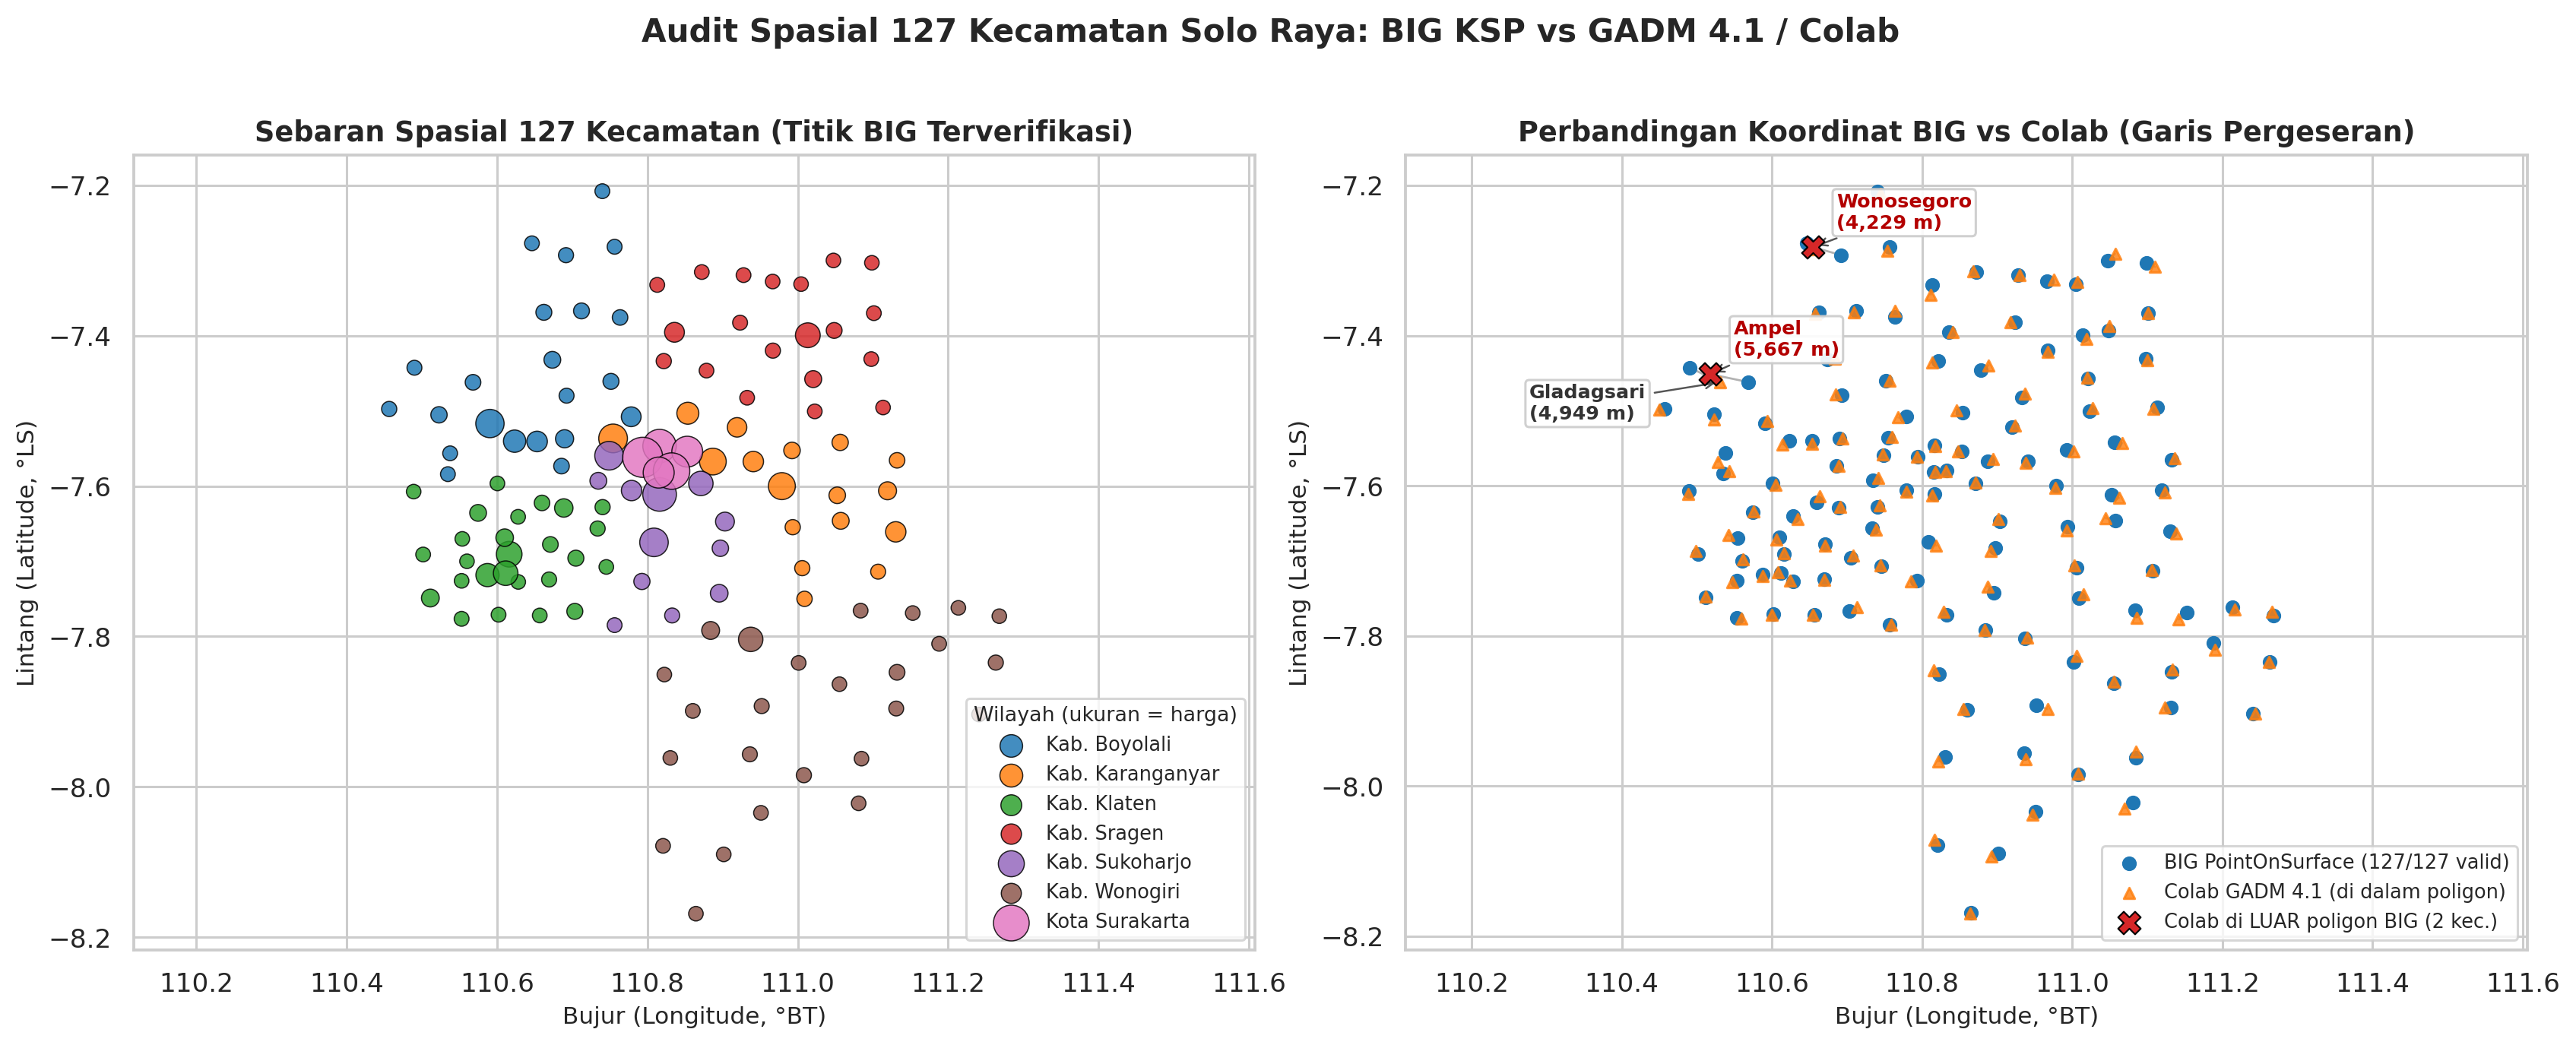 Audit Spasial 127 Kecamatan Solo Raya: BIG KSP vs GADM 4.1 / Colab
Sebaran Spasial 127 Kecamatan (Titik BIG Terverifikasi)
−7.2
−7.4
−7.6
−7.8
−8.0
−8.2
Lintang (Latitude, °LS)
110.2
110.4
110.6
110.8
111.0
111.2
111.4
111.6
Bujur (Longitude, °BT)
Wilayah (ukuran = harga)
Kab. Boyolali
Kab. Karanganyar
Kab. Klaten
Kab. Sragen
Kab. Sukoharjo
Kab. Wonogiri
Kota Surakarta
Perbandingan Koordinat BIG vs Colab (Garis Pergeseran)
−7.2
−7.4
−7.6
−7.8
−8.0
−8.2
Lintang (Latitude, °LS)
Wonosegoro
(4,229 m)
Ampel
(5,667 m)
Gladagsari
(4,949 m)
110.2
110.4
110.6
110.8
111.0
111.2
111.4
111.6
Bujur (Longitude, °BT)
BIG PointOnSurface (127/127 valid)
Colab GADM 4.1 (di dalam poligon)
Colab di LUAR poligon BIG (2 kec.)